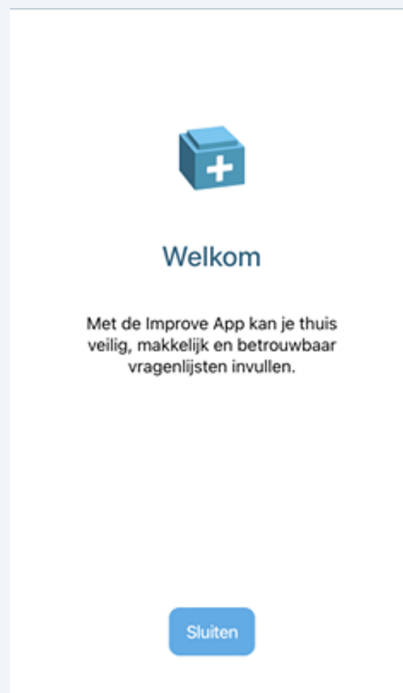 Welkom
Met de Improve App kan je thuis
veilig, makkelijk en betrouwbaar
vragenlijsten invullen.
Sluiten